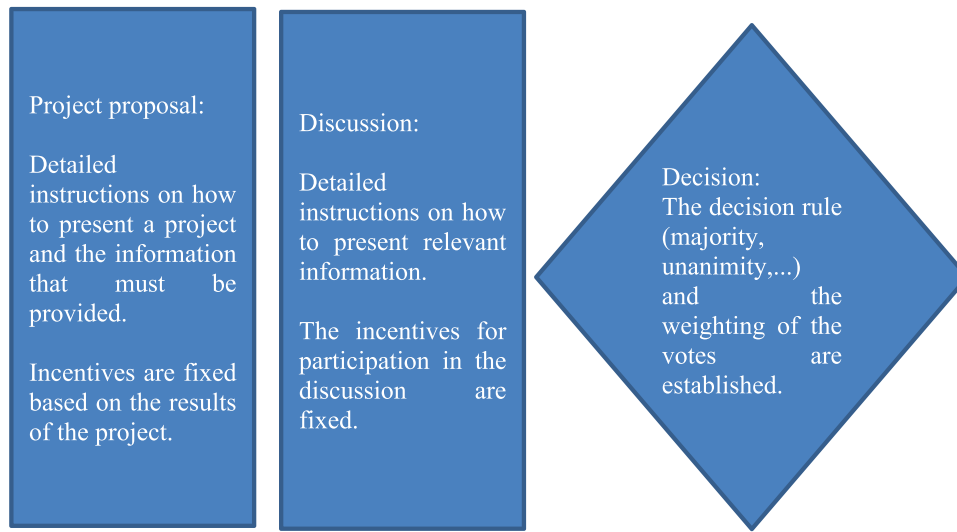 Project proposal:
Detailed
instructions on how
to present a project
and the information
that must be
provided.
Incentives are fixed
based on the results
of the project.
Discussion:
Detailed
instructions on how
to present relevant
information.
The incentives for
participation in the
discussion are
fixed.
Decision:
The decision rule
(majority,
unanimity,...)
and the
weighting of the
votes are
established.